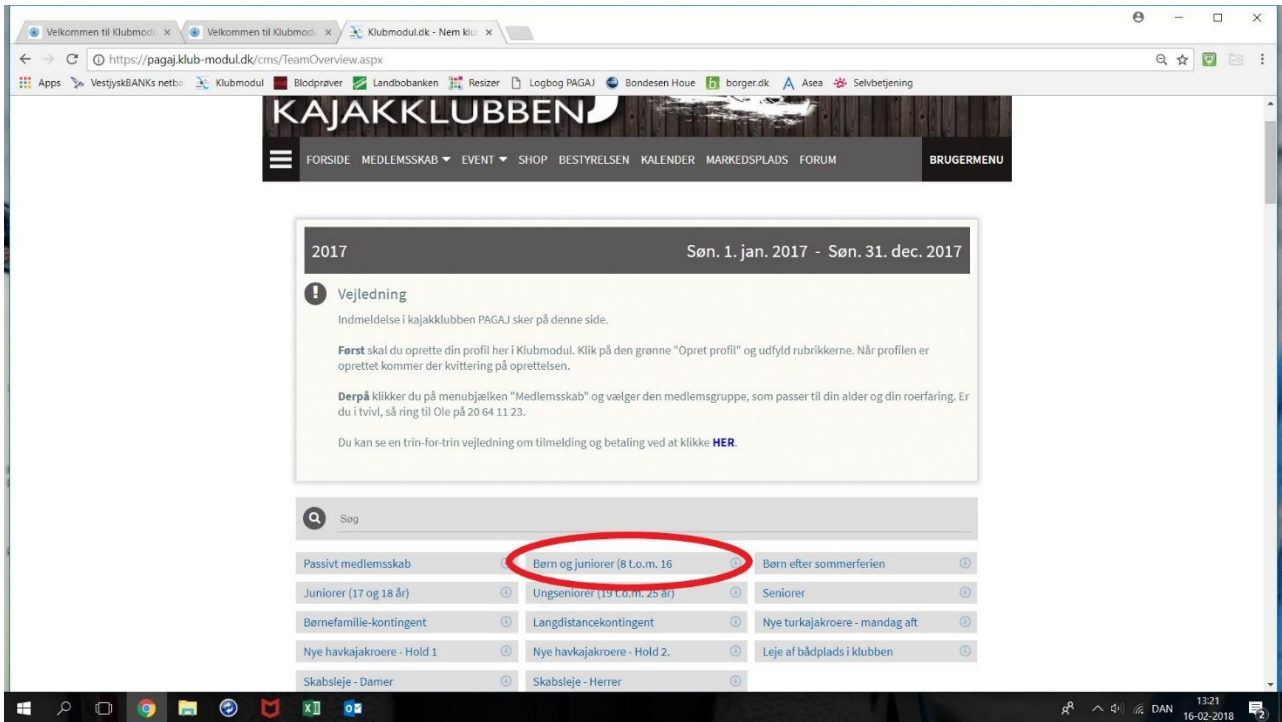 Velkommen til Klubmodu
Velkommen til Klubmodu
Klubmodul.dk - Nem klu
https://pagaj.klub-modul.dk/cms/TeamOverview.aspx
Apps VestjyskBANKs netba Klubmodul Blodprøver Landbobanken Resizer Logbog PAGAJ Bondesen Houe borger.dk Asea Selvbetjening
KAJAKKLUBBEN
FORSIDE MEDLEMSSKAB EVENT SHOP BESTYRELSEN KALENDER MARKEDSPLADS FORUM BRUGERMENU
2017 Søn. 1. jan. 2017 - Søn. 31. dec. 2017
Vejledning
Indmeldelse i kajakklubben PAGAJ sker på denne side.
Først skal du oprette din profil her i Klubmodul. Klik på den grønne "Opret profil" og udfyld rubrikkerne. Når profilen er
oprettet kommer der kvittering på oprettelsen.
Derpå klikker du på menubjælken "Medlemsskab" og vælger den medlemsgruppe, som passer til din alder og din roerfaring. Er
du i tvivl, så ring til Ole på 20 64 11 23.
Du kan se en trin-for-trin vejledning om tilmelding og betaling ved at klikke HER.
Søg
Passivt medlemsskab Børn og juniorer (8 t.o.m. 16 Børn efter sommerferien
Juniorer (17 og 18 år) Ungseniorer (19 t.o.m. 25 år) Seniorer
Børnefamilie-kontingent Langdistancekontingent Nye turkajakroere - mandag aft
Nye havkajakroere - Hold 1 Nye havkajakroere - Hold 2. Leje af bådplads i klubben
Skabsleje - Damer Skabsleje - Herrer
DAN 13:21
16-02-2018
2